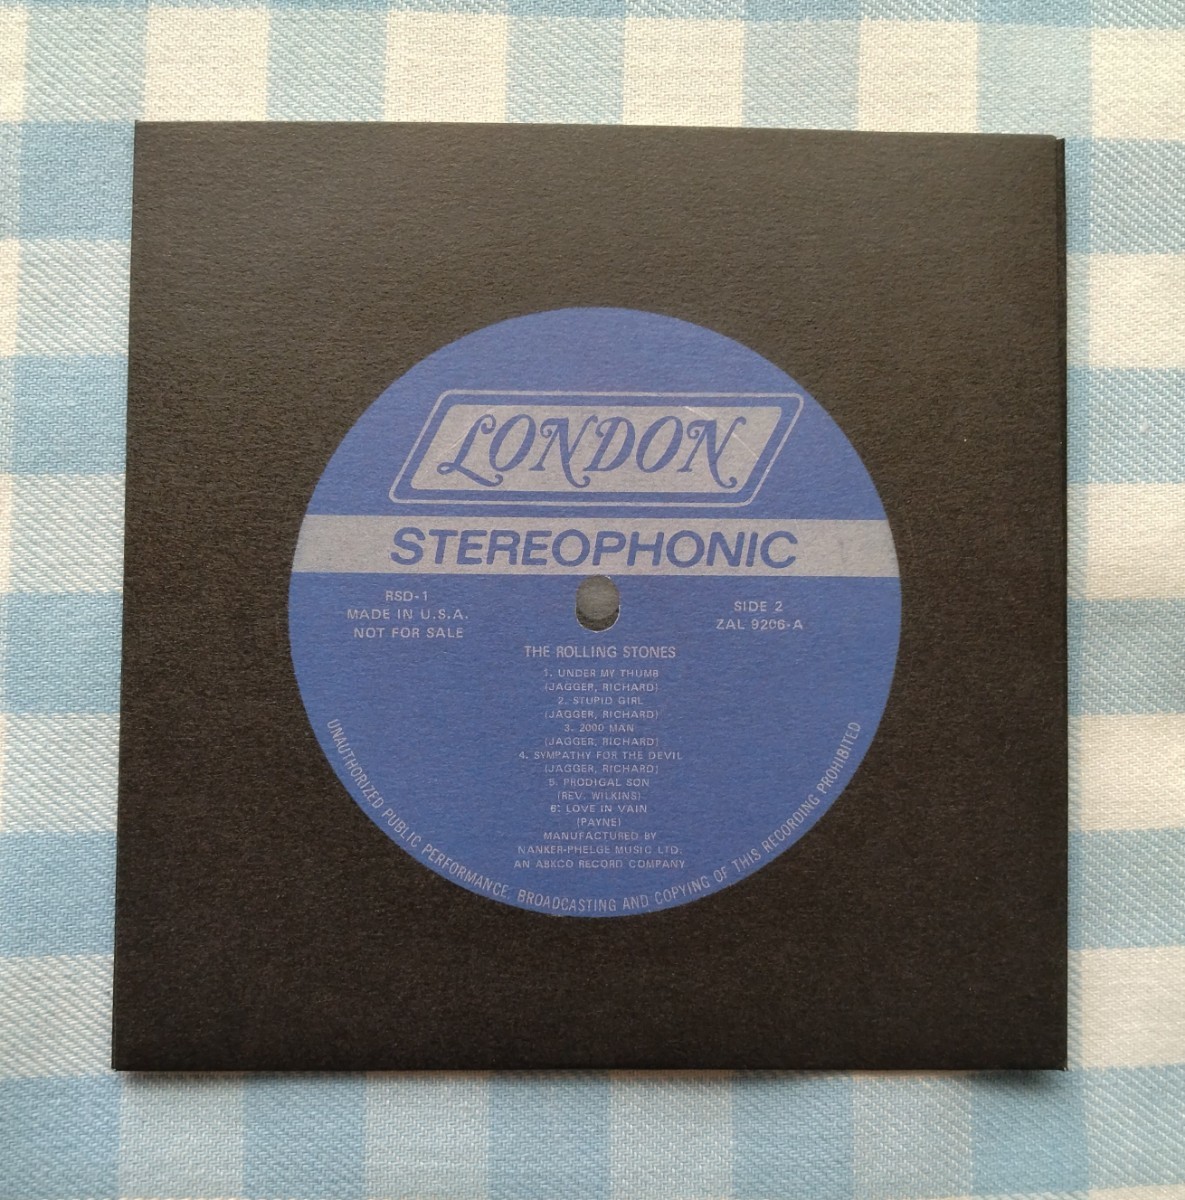 LONDON
STEREOPHONIC
RSD-1
MADE IN U.S.A.
NOT FOR SALE
SIDE 2
ZAL 9206-A
THE ROLLING STONES
1. UNDER MY THUMB
(JAGGER, RICHARD)
2. STUPID GIRL
(JAGGER, RICHARD)
3. 2000 MAN
(JAGGER, RICHARD)
4. SYMPATHY FOR THE DEVIL
(JAGGER, RICHARD)
5. PRODIGAL SON
(REV. WILKINS)
6. LOVE IN VAIN
(PAYNE)
MANUFACTURED BY
NANKER-PHELGE MUSIC LTD.
AN ABKCO RECORD COMPANY
UNAUTHORIZED PUBLIC PERFORMANCE, BROADCASTING AND COPYING OF THIS RECORDING PROHIBITED